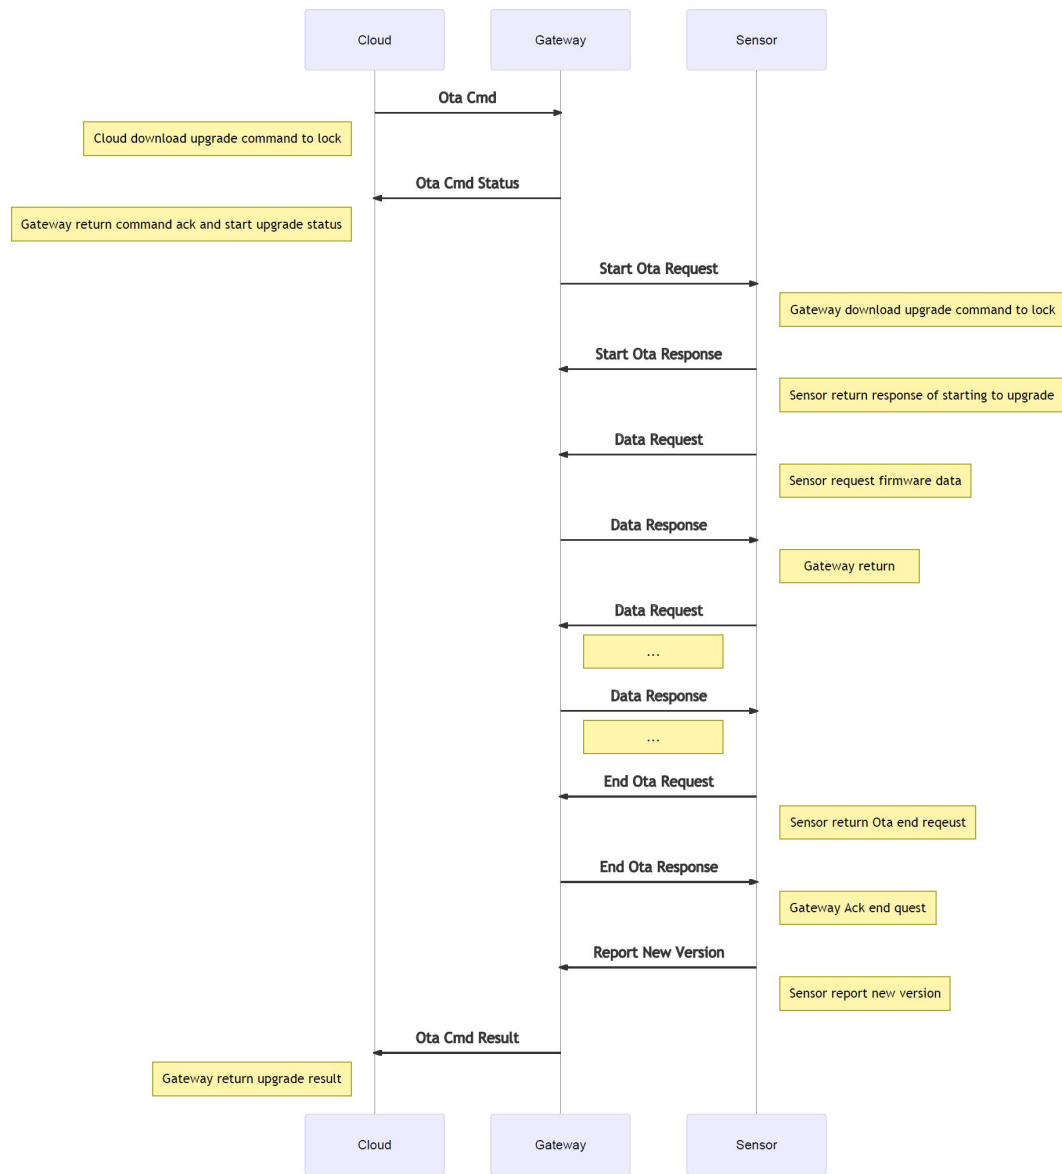 Cloud
Gateway
Sensor
Ota Cmd
Cloud download upgrade command to lock
Ota Cmd Status
Gateway return command ack and start upgrade status
Start Ota Request
Gateway download upgrade command to lock
Start Ota Response
Sensor return response of starting to upgrade
Data Request
Sensor request firmware data
Data Response
Gateway return
Data Request
...
Data Response
...
End Ota Request
Sensor return Ota end reqeust
End Ota Response
Gateway Ack end quest
Report New Version
Sensor report new version
Ota Cmd Result
Gateway return upgrade result
Cloud
Gateway
Sensor